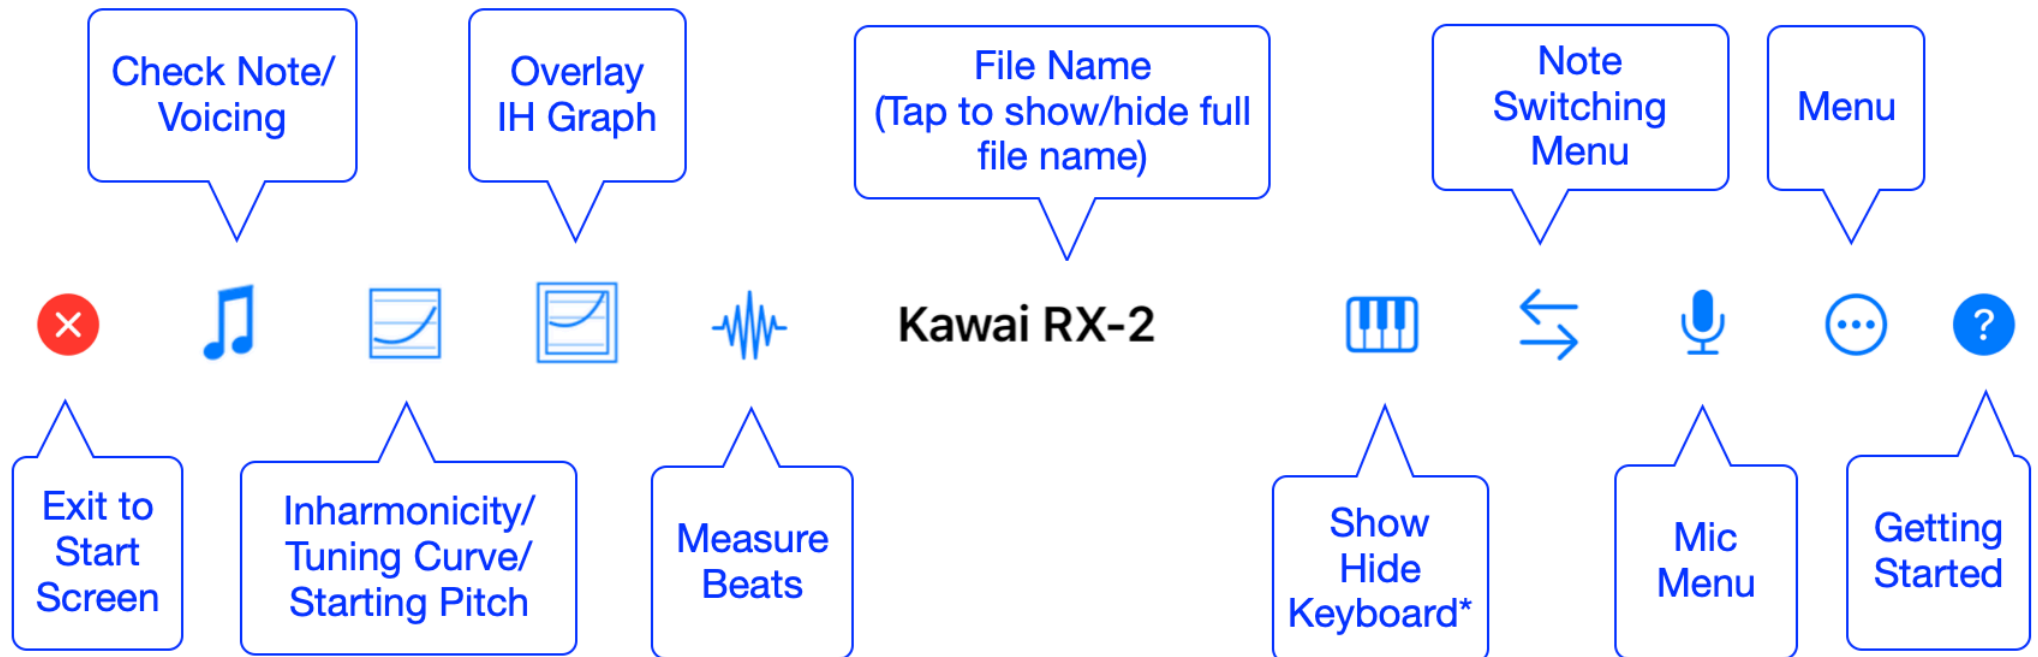 Check Note/
Voicing
Overlay
IH Graph
File Name
(Tap to show/hide full
file name)
Note
Switching
Menu
Menu
Kawai RX-2
?
Exit to
Start
Screen
Inharmonicity/
Tuning Curve/
Starting Pitch
Measure
Beats
Show
Hide
Keyboard*
Mic
Menu
Getting
Started